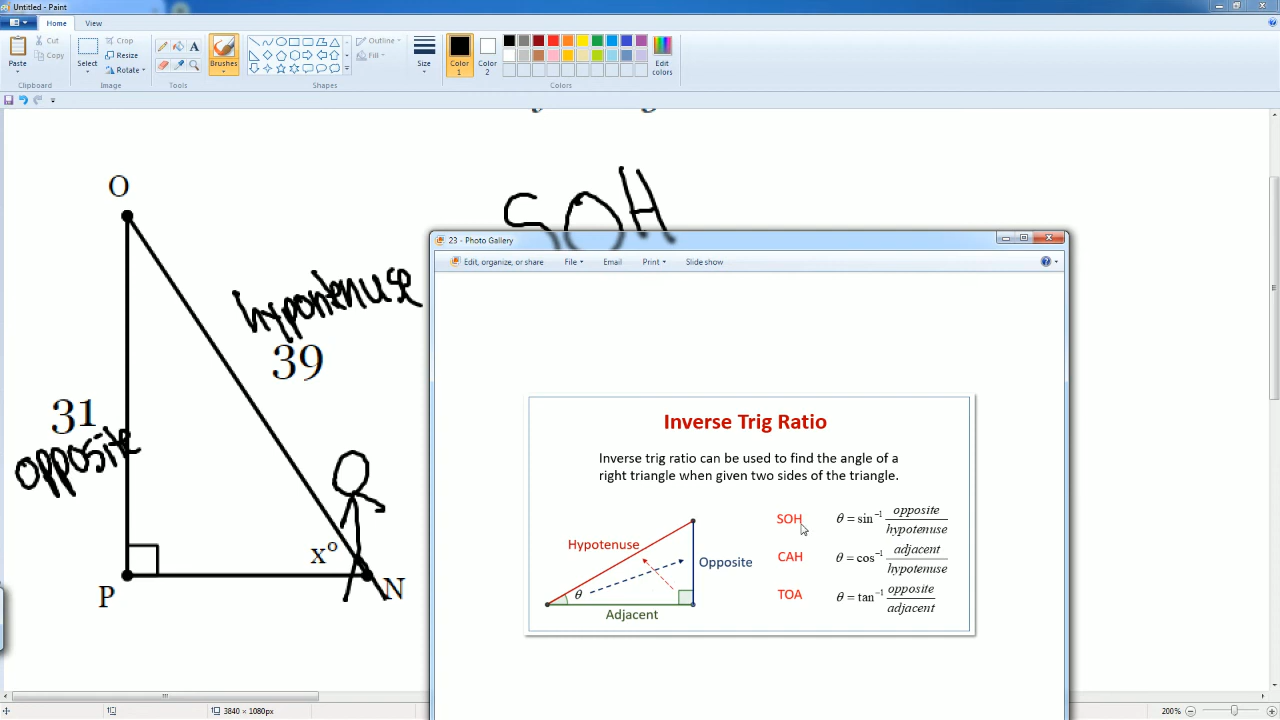 Untitled - Paint
Home
View
Paste
Cut
Copy
Clipboard
Select
Crop
Resize
Rotate
Image
Tools
Brushes
Shapes
Outline
Fill
Size
Color 1
Color 2
Edit colors
Colors
O
SOH
hypontenuse
39
31
opposite
x°
P
N
23 - Photo Gallery
Edit, organize, or share
File
Email
Print
Slide show
Inverse Trig Ratio
Inverse trig ratio can be used to find the angle of a
right triangle when given two sides of the triangle.
Hypotenuse
Opposite
θ
Adjacent
SOH θ = sin⁻¹ opposite/hypotenuse
CAH θ = cos⁻¹ adjacent/hypotenuse
TOA θ = tan⁻¹ opposite/adjacent
3840 × 1080px
200%